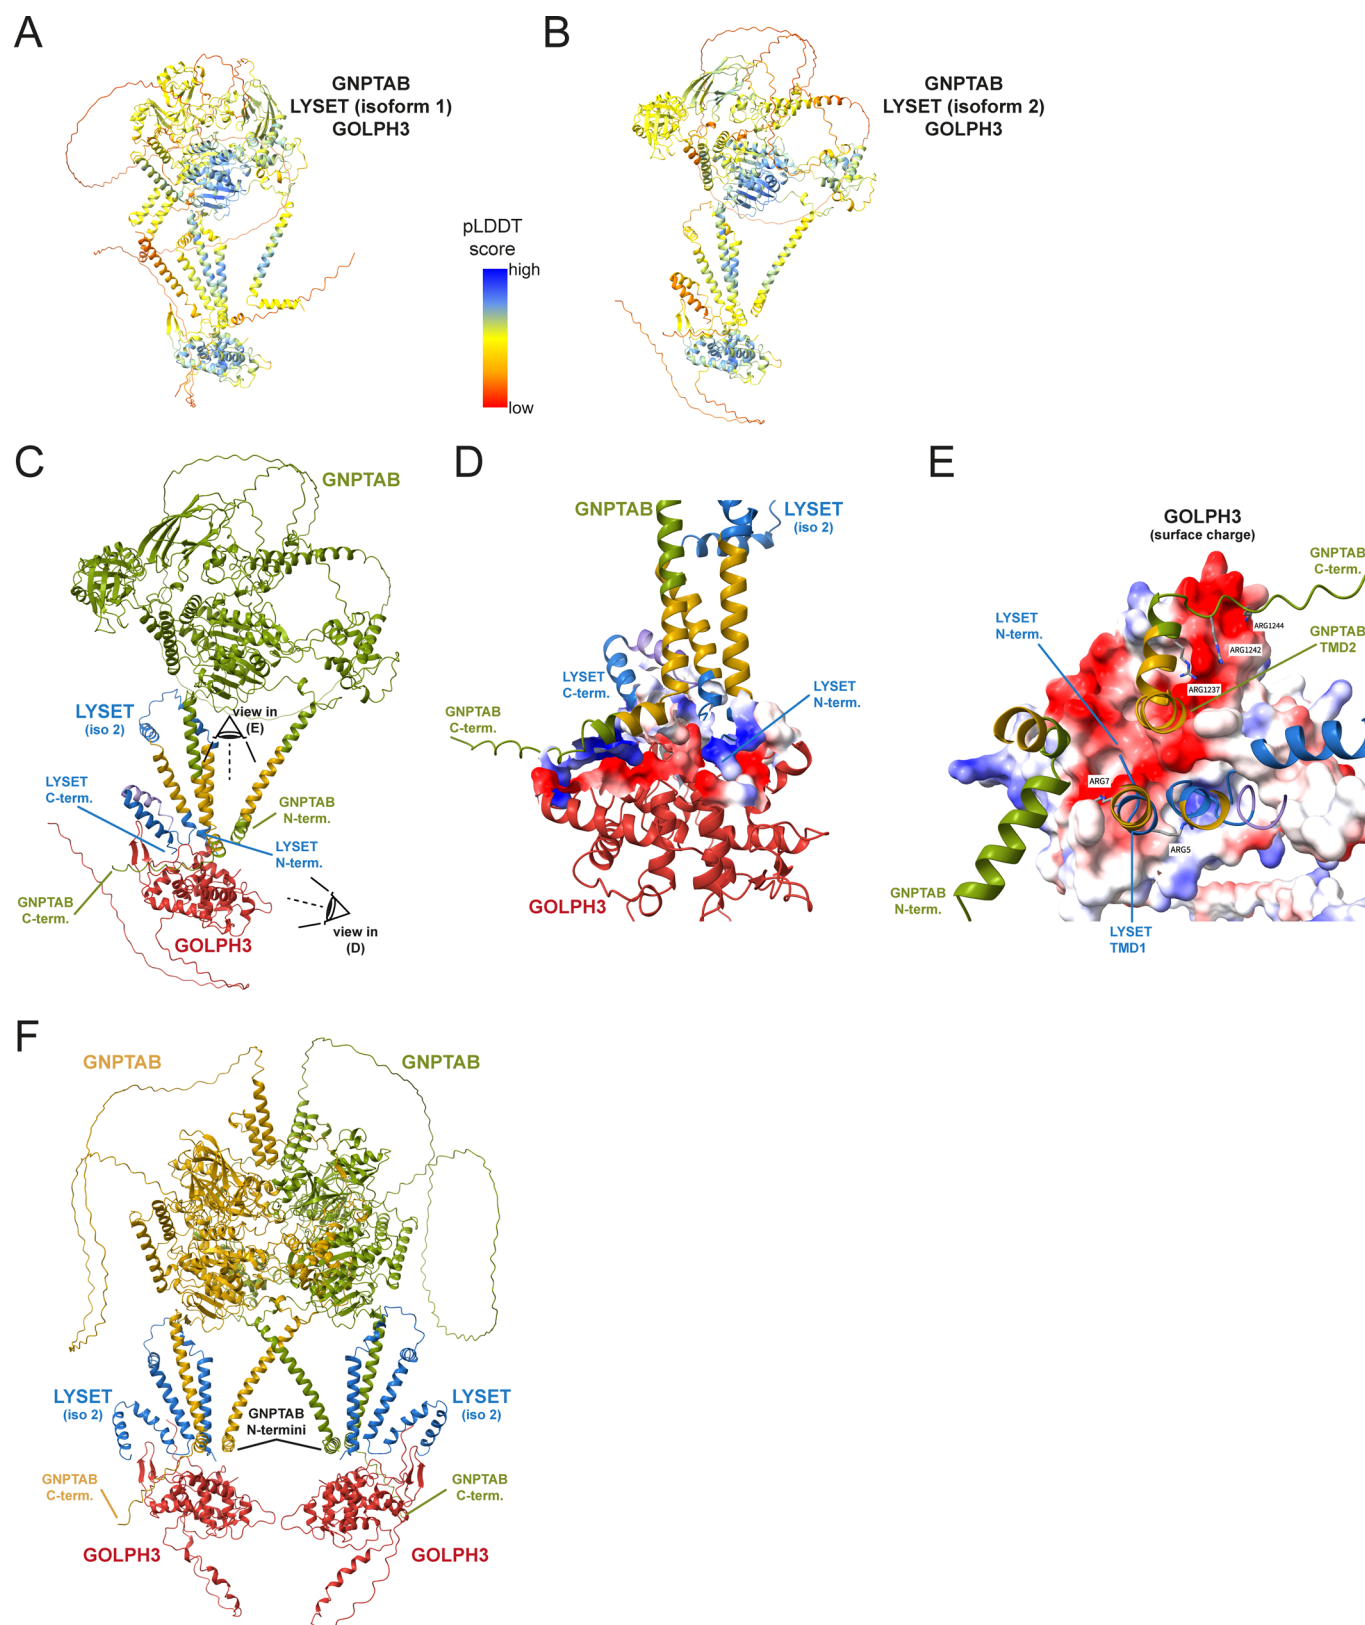 A
GNPTAB
LYSET (isoform 1)
GOLPH3
B
GNPTAB
LYSET (isoform 2)
GOLPH3
pLDDT
score
high
low
C
GNPTAB
LYSET
(iso 2)
view in
(E)
LYSET
C-term.
GNPTAB
N-term.
LYSET
N-term.
GNPTAB
C-term.
GOLPH3
view in
(D)
D
GNPTAB
LYSET
(iso 2)
LYSET
C-term.
LYSET
N-term.
GNPTAB
C-term.
GOLPH3
E
GOLPH3
(surface charge)
GNPTAB
C-term.
LYSET
N-term.
ARG1244
GNPTAB
TMD2
ARG1242
ARG1237
ARG7
ARG5
GNPTAB
N-term.
LYSET
TMD1
F
GNPTAB
GNPTAB
LYSET
(iso 2)
GNPTAB
N-termini
LYSET
(iso 2)
GNPTAB
C-term.
GNPTAB
C-term.
GOLPH3
GOLPH3